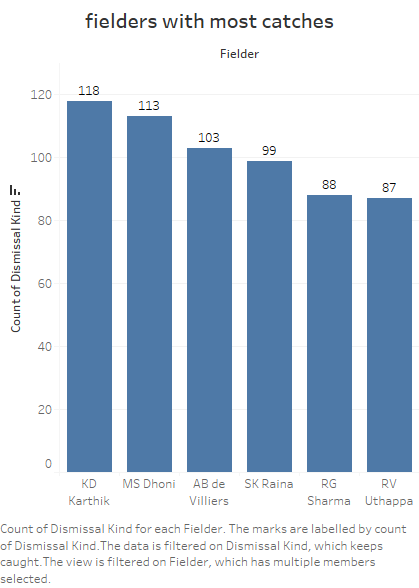 fielders with most catches
Fielder
Count of Dismissal Kind
120
100
80
60
40
20
0
118
113
103
99
88
87
KD
Karthik
MS Dhoni
AB de
Villiers
SK Raina
RG
Sharma
RV
Uthappa
Count of Dismissal Kind for each Fielder. The marks are labelled by count
of Dismissal Kind.The data is filtered on Dismissal Kind, which keeps
caught.The view is filtered on Fielder, which has multiple members
selected.